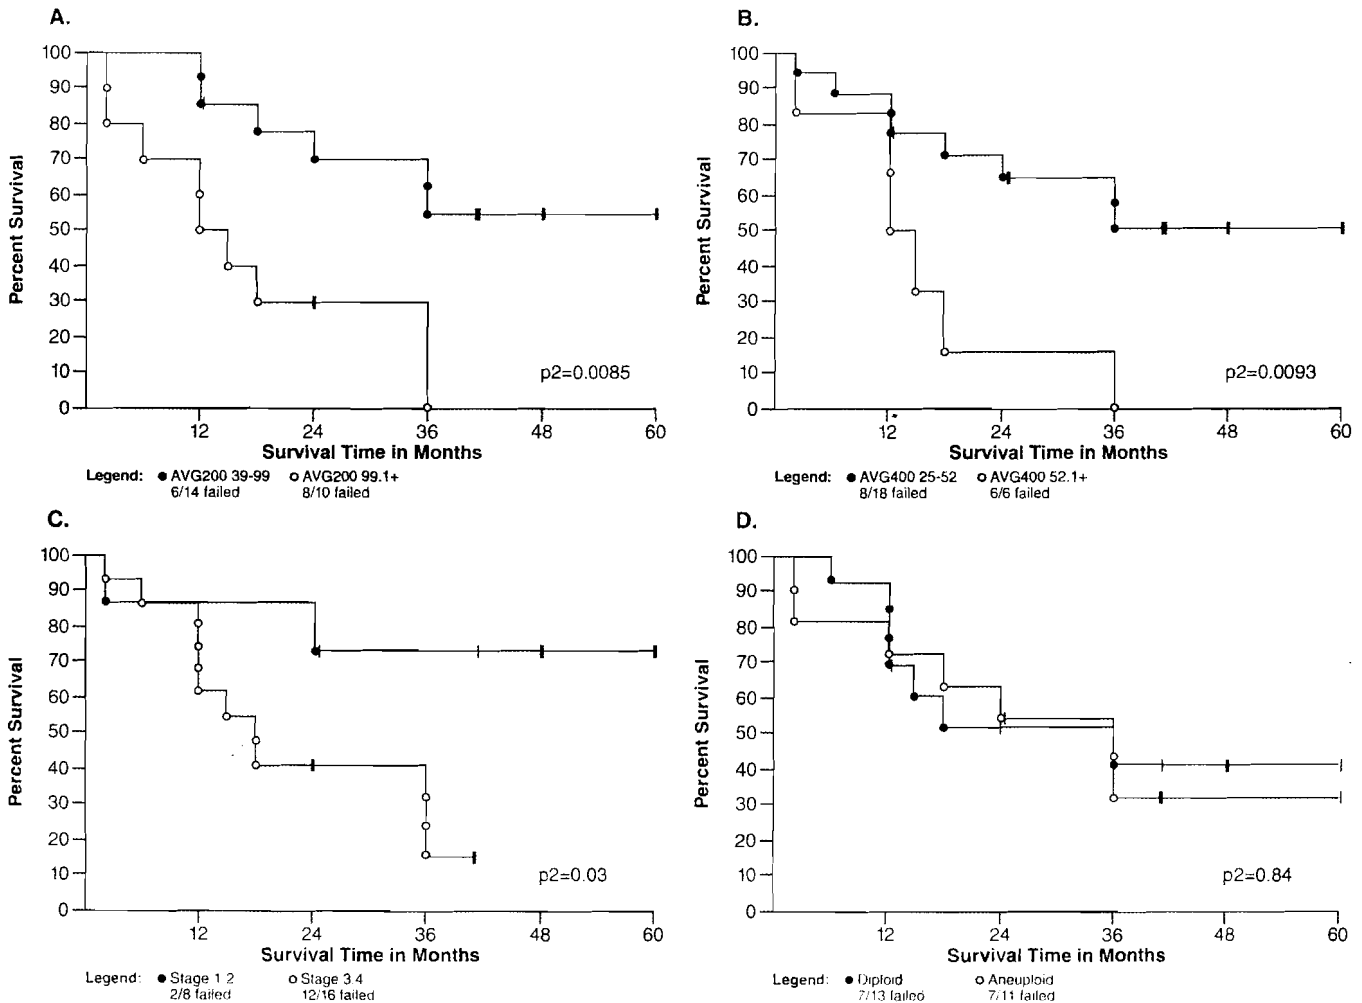 A.
100
90
80
70
60
50
40
30
20
10
0
Percent Survival
p2=0.0085
12 24 36 48 60
Survival Time in Months
Legend: ● AVG200 39-99 ○ AVG200 99.1+
6/14 failed 8/10 failed
B.
100
90
80
70
60
50
40
30
20
10
0
Percent Survival
p2=0.0093
12 24 36 48 60
Survival Time in Months
Legend: ● AVG400 25-52 ○ AVG400 52.1+
8/18 failed 6/6 failed
C.
100
90
80
70
60
50
40
30
20
10
0
Percent Survival
p2=0.03
12 24 36 48 60
Survival Time in Months
Legend: ● Stage 1.2 ○ Stage 3.4
2/8 failed 12/16 failed
D.
100
90
80
70
60
50
40
30
20
10
0
Percent Survival
p2=0.84
12 24 36 48 60
Survival Time in Months
Legend: ● Diploid ○ Aneuploid
7/13 failed 7/11 failed